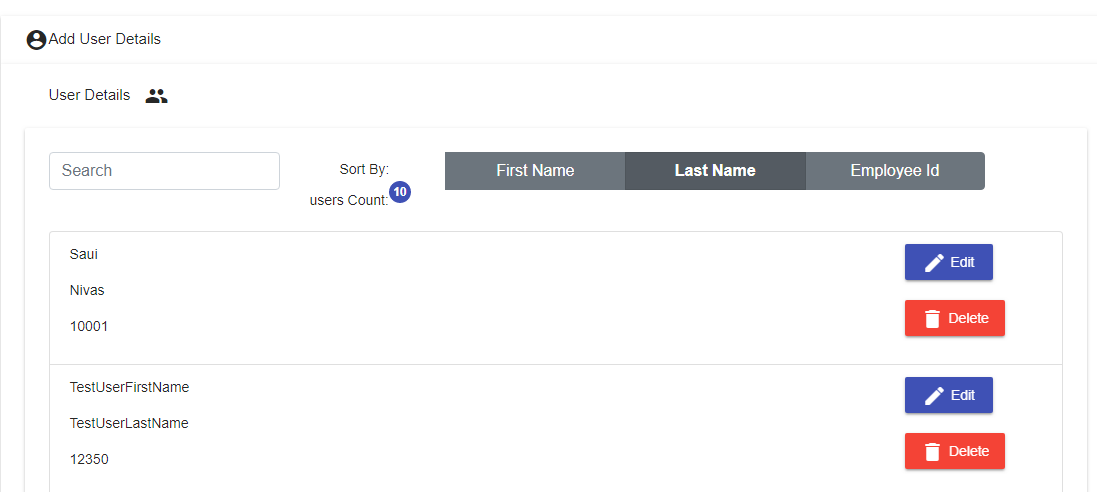 Add User Details
User Details
Search
Sort By:
First Name
Last Name
Employee Id
users Count:
10
Saui
Edit
Nivas
10001
Delete
TestUserFirstName
Edit
TestUserLastName
12350
Delete